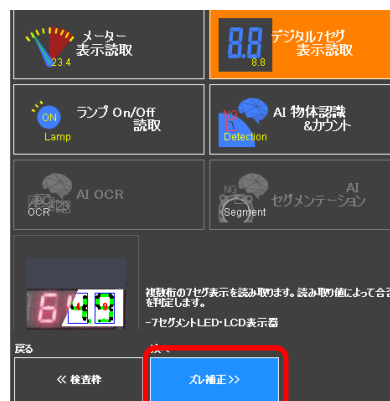 メーター
表示読取
23.4
デジタル7セグ
表示読取
8.8
8.8
ランプ On/Off
読取
ON
Lamp
AI 物体認識
&カウント
NG
Detection
AI OCR
ABC
123
OCR
AI
セグメンテーション
NG
Segment
649
複数桁の7セグ表示を読み取ります。読み取り値によって合否
を判定します。
-7セグメントLED・LCD表示器
戻る
<< 検査枠
ズレ補正>>